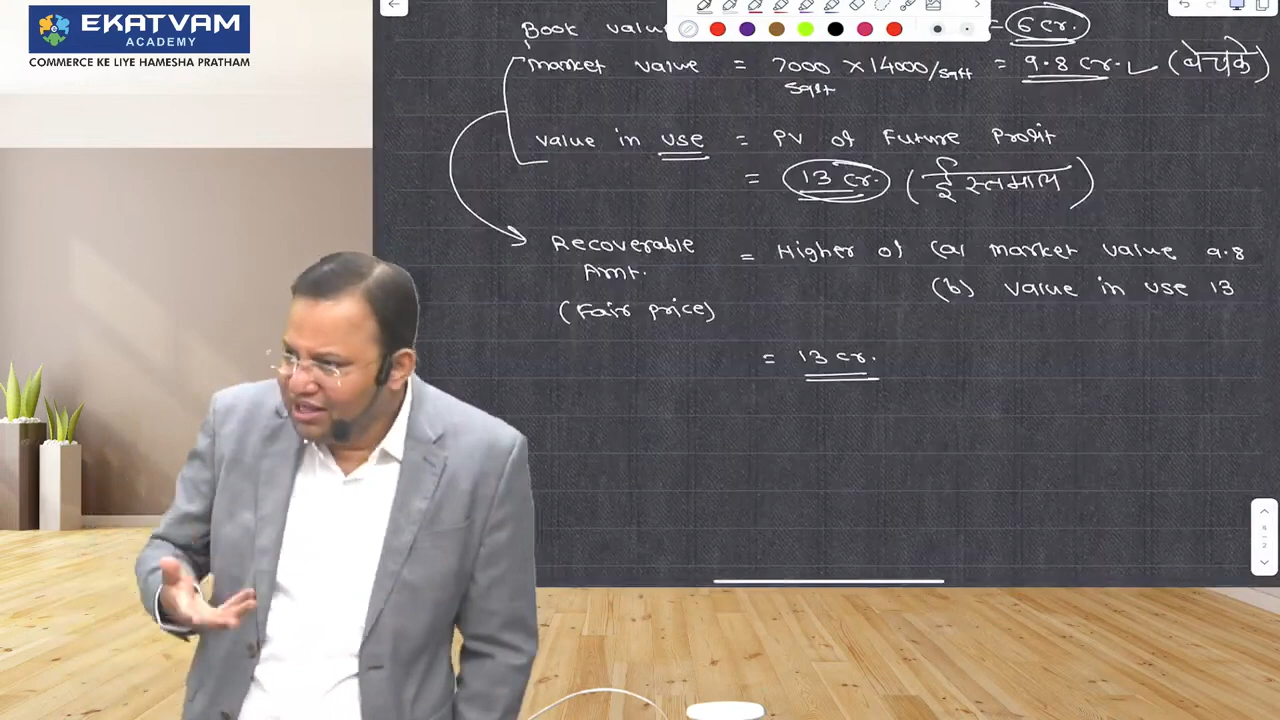 EKATVAM
ACADEMY
COMMERCE KE LIYE HAMESHA PRATHAM
Book valu = 6 cr.
market value = 7000 sqft × 14000/sqft = 9.8 cr. (बेचके)
value in use = PV of Future Profit
= 13 cr. (ईस्तमाल)
Recoverable Amt. = Higher of (a) market value 9.8
(b) value in use 13
(Fair price)
= 13 cr.